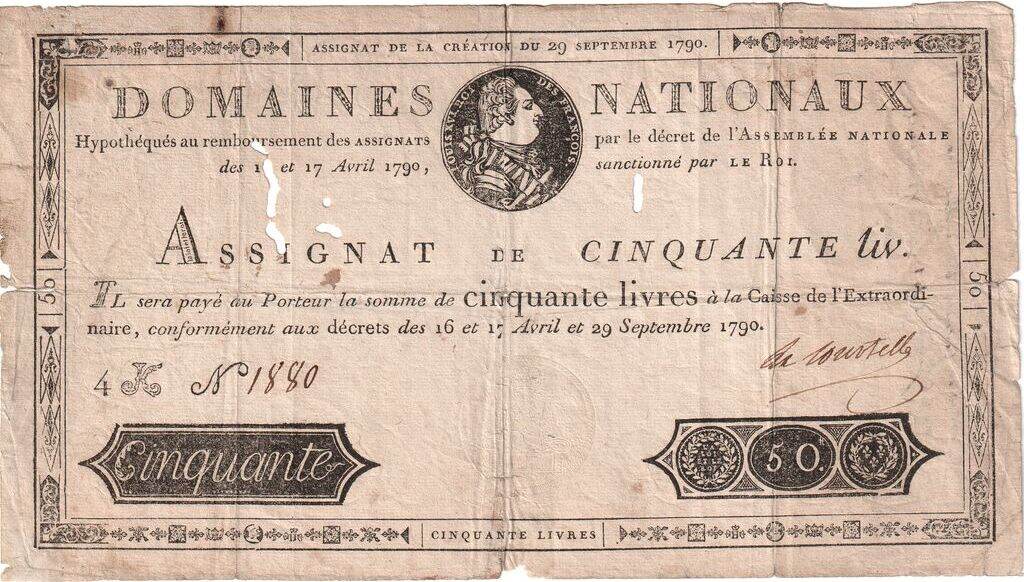 ASSIGNAT DE LA CRÉATION DU 29 SEPTEMBRE 1790.
DOMAINES NATIONAUX
LOUIS XVI ROI DES FRANÇOIS.
Hypothéqués au remboursement des ASSIGNATS par le décret de l'ASSEMBLÉE NATIONALE
des 1 et 17 Avril 1790, sanctionné par LE ROI.
ASSIGNAT DE CINQUANTE liv.
IL sera payé au Porteur la somme de cinquante livres à la Caisse de l'Extraordi-
naire, conformément aux décrets des 16 et 17 Avril et 29 Septembre 1790.
4 K N° 1880
50
50
Cinquante
50.
CINQUANTE LIVRES